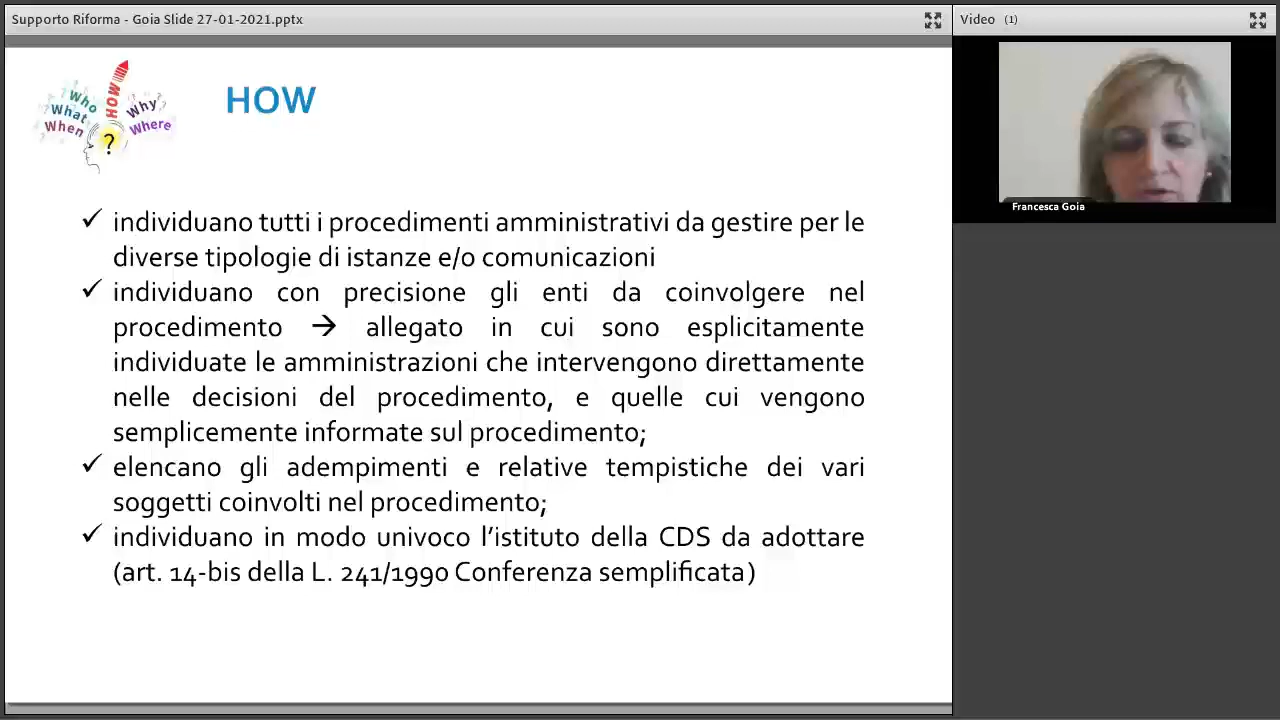 Supporto Riforma - Goia Slide 27-01-2021.pptx
Video (1)
Who
What
When
HOW
Why
Where
?
HOW
✓ individuano tutti i procedimenti amministrativi da gestire per le
diverse tipologie di istanze e/o comunicazioni
✓ individuano con precisione gli enti da coinvolgere nel
procedimento → allegato in cui sono esplicitamente
individuate le amministrazioni che intervengono direttamente
nelle decisioni del procedimento, e quelle cui vengono
semplicemente informate sul procedimento;
✓ elencano gli adempimenti e relative tempistiche dei vari
soggetti coinvolti nel procedimento;
✓ individuano in modo univoco l'istituto della CDS da adottare
(art. 14-bis della L. 241/1990 Conferenza semplificata)
Francesca Goia